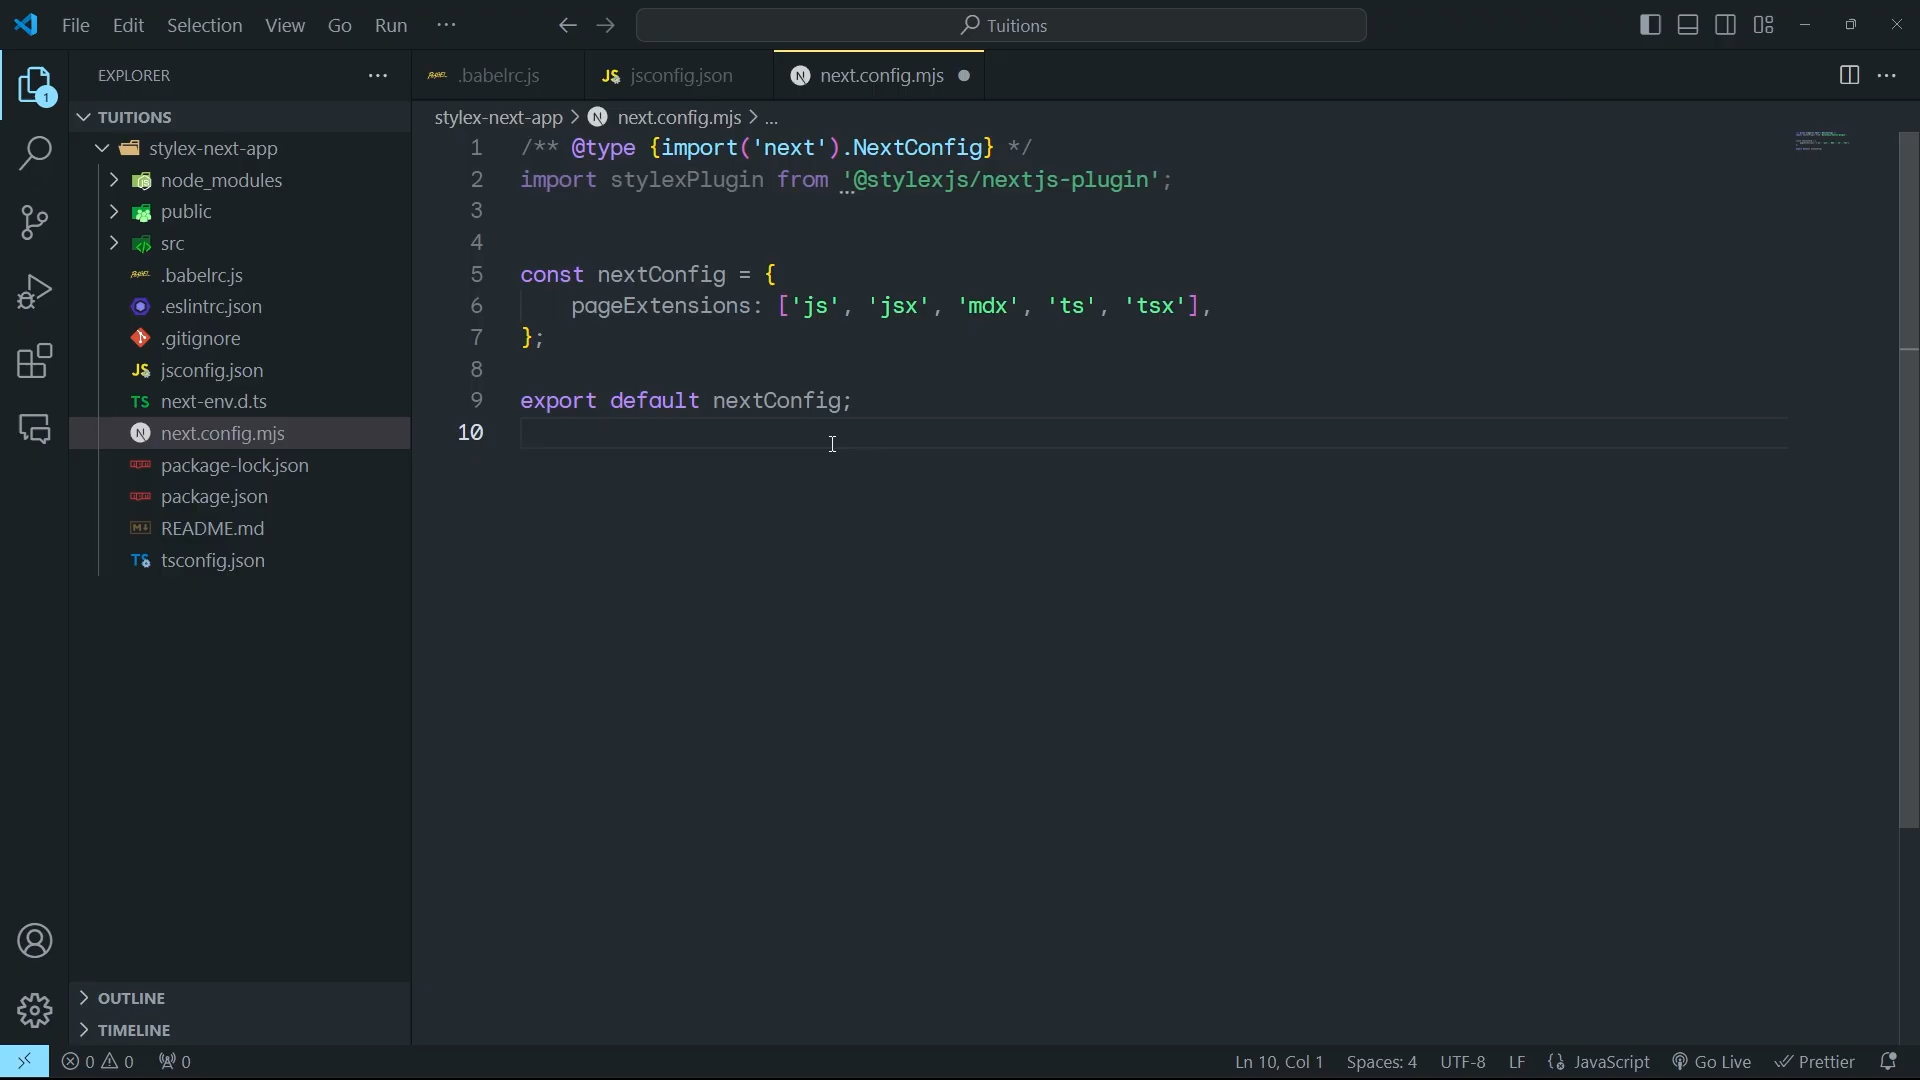 File Edit Selection View Go Run ··· Tuitions
EXPLORER ···
.babelrc.js jsconfig.json next.config.mjs
TUITIONS
stylex-next-app > next.config.mjs > ...
stylex-next-app
node_modules
public
src
.babelrc.js
.eslintrc.json
.gitignore
jsconfig.json
next-env.d.ts
next.config.mjs
package-lock.json
package.json
README.md
tsconfig.json
1 /** @type {import('next').NextConfig} */
2 import stylexPlugin from '@stylexjs/nextjs-plugin';
3
4
5 const nextConfig = {
6 pageExtensions: ['js', 'jsx', 'mdx', 'ts', 'tsx'],
7 };
8
9 export default nextConfig;
10
OUTLINE
TIMELINE
0 0 0 Ln 10, Col 1 Spaces: 4 UTF-8 LF {} JavaScript Go Live Prettier